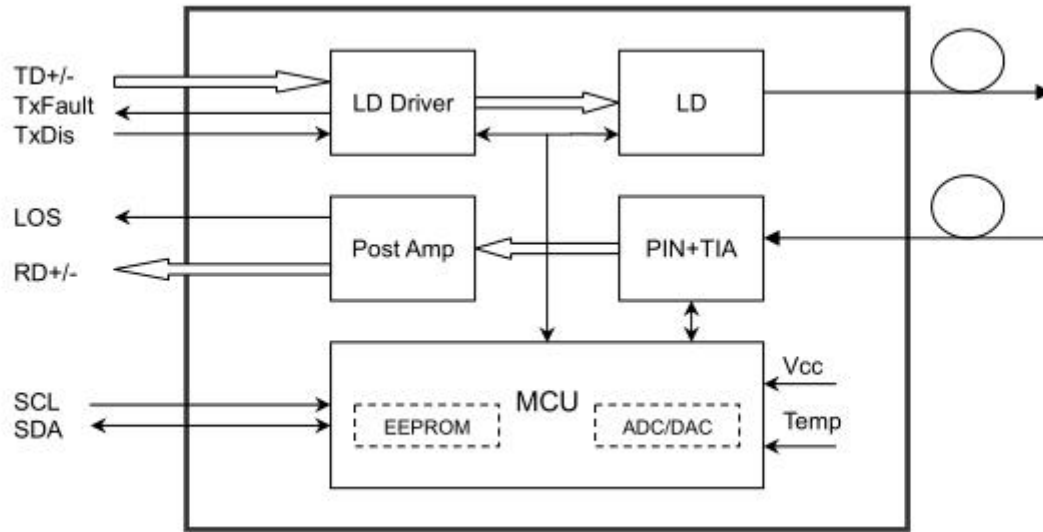 TD+/-
TxFault
TxDis
LD Driver
LD
LOS
RD+/-
Post Amp
PIN+TIA
SCL
SDA
MCU
EEPROM
ADC/DAC
Vcc
Temp